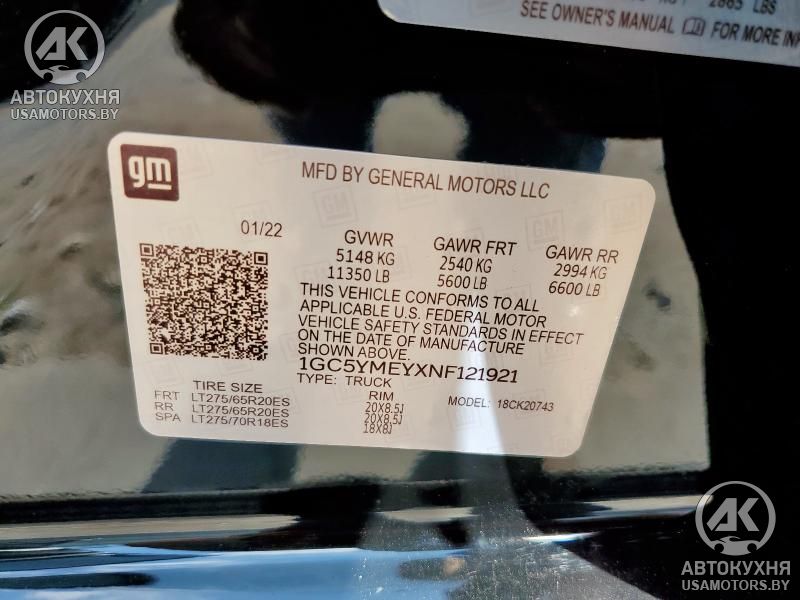 2865 LBS
SEE OWNER'S MANUAL FOR MORE INF
АВТОКУХНЯ
USAMOTORS.BY
gm
MFD BY GENERAL MOTORS LLC
01/22 GVWR GAWR FRT GAWR RR
5148 KG 2540 KG 2994 KG
11350 LB 5600 LB 6600 LB
THIS VEHICLE CONFORMS TO ALL
APPLICABLE U.S. FEDERAL MOTOR
VEHICLE SAFETY STANDARDS IN EFFECT
ON THE DATE OF MANUFACTURE
SHOWN ABOVE.
1GC5YMEYXNF121921
TYPE: TRUCK
TIRE SIZE RIM MODEL: 18CK20743
FRT LT275/65R20ES 20X8.5J
RR LT275/65R20ES 20X8.5J
SPA LT275/70R18ES 18X8J
АК
АВТОКУХНЯ
USAMOTORS.BY